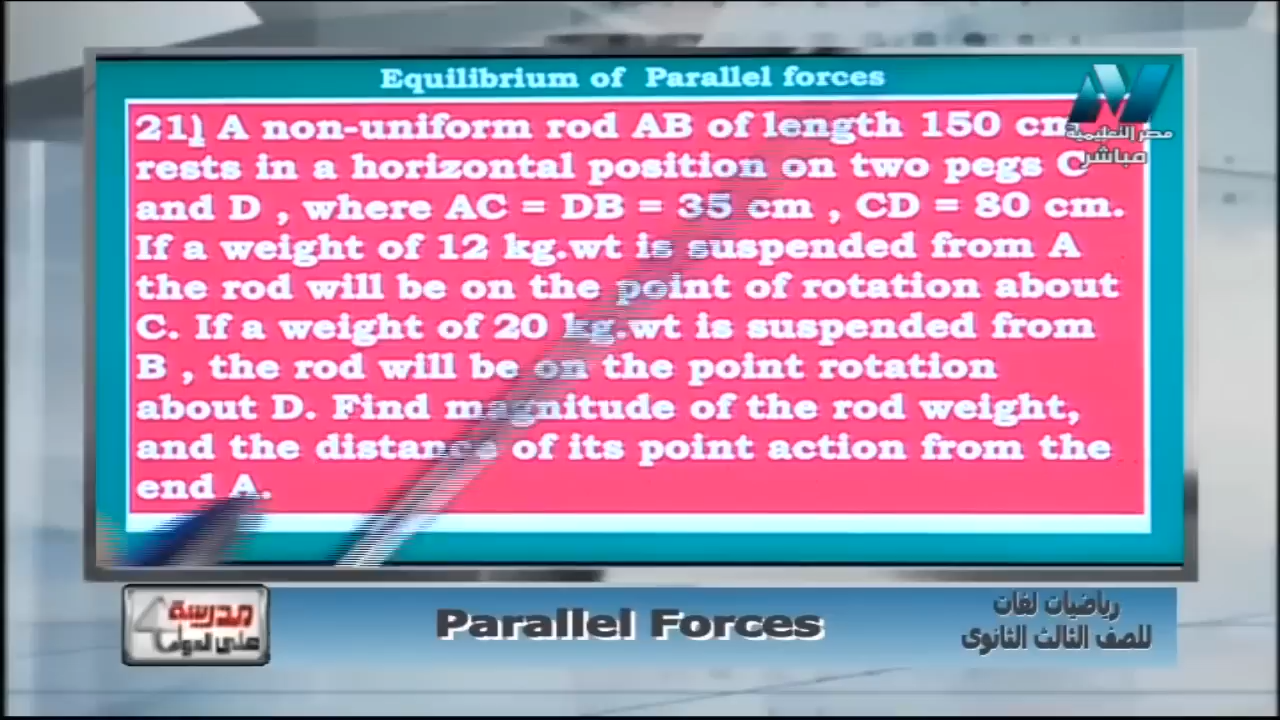 Equilibrium of Parallel forces
21) A non-uniform rod AB of length 150 cm
rests in a horizontal position on two pegs C
and D , where AC = DB = 35 cm , CD = 80 cm.
If a weight of 12 kg.wt is suspended from A
the rod will be on the point of rotation about
C. If a weight of 20 kg.wt is suspended from
B , the rod will be on the point rotation
about D. Find magnitude of the rod weight,
and the distance of its point action from the
end A.
مصر التعليمية
مباشر
مدرسة
على الهواء
Parallel Forces
رياضيات لغات
للصف الثالث الثانوى